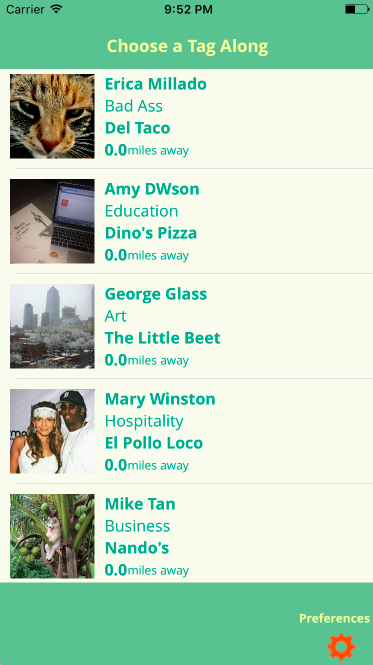 Carrier 9:52 PM
Choose a Tag Along
Erica Millado
Bad Ass
Del Taco
0.0miles away
Amy DWson
Education
Dino's Pizza
0.0miles away
George Glass
Art
The Little Beet
0.0miles away
Mary Winston
Hospitality
El Pollo Loco
0.0miles away
Mike Tan
Business
Nando's
0.0miles away
Preferences